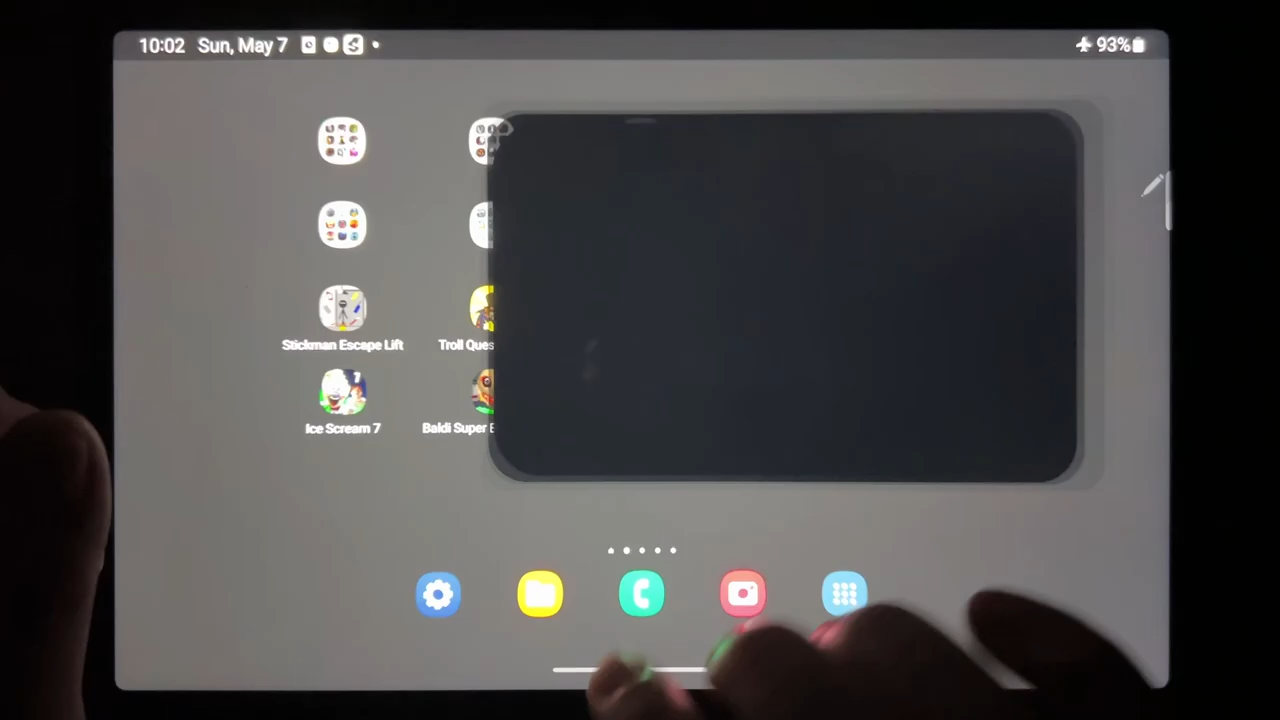 10:02 Sun, May 7
93%
Stickman Escape Lift
Troll Ques
Ice Scream 7
Baldi Super